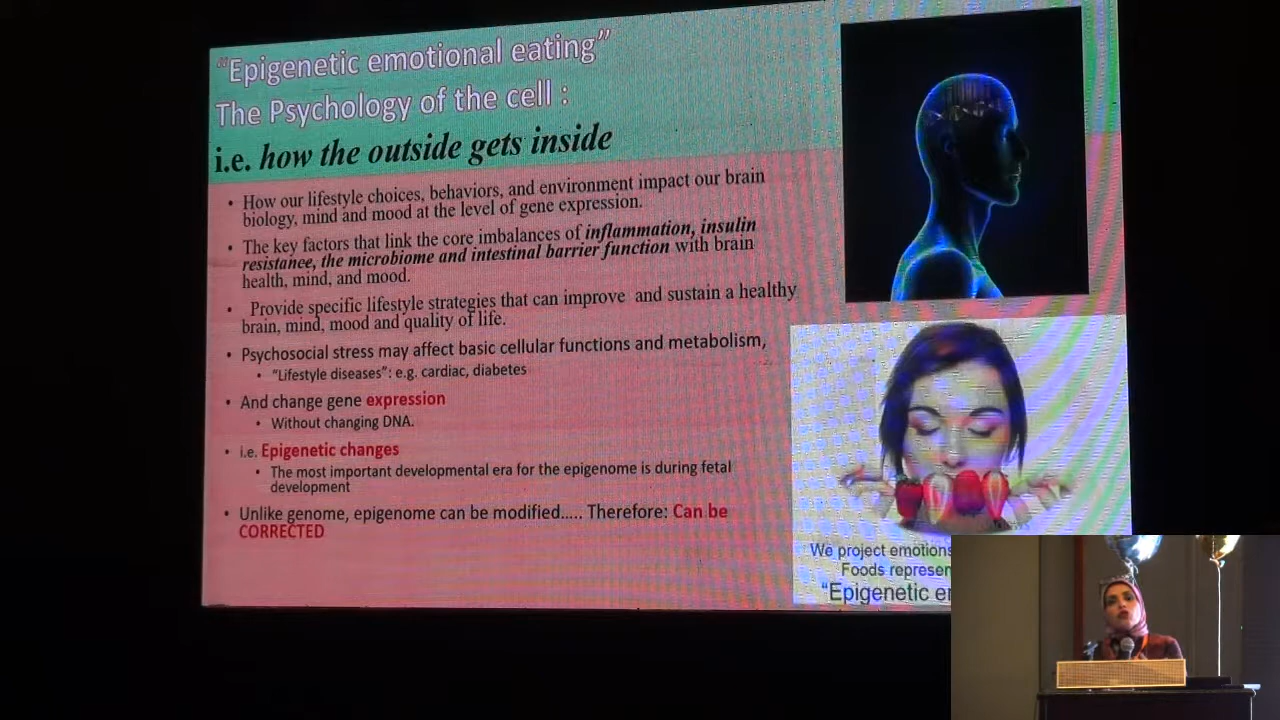 “Epigenetic emotional eating”
The Psychology of the cell :
i.e. how the outside gets inside
• How our lifestyle choices, behaviors, and environment impact our brain
biology, mind and mood at the level of gene expression.
• The key factors that link the core imbalances of inflammation, insulin
resistance, the microbiome and intestinal barrier function with brain
health, mind, and mood.
• Provide specific lifestyle strategies that can improve and sustain a healthy
brain, mind, mood and quality of life.
• Psychosocial stress may affect basic cellular functions and metabolism,
• “Lifestyle diseases”: e.g. cardiac, diabetes
• And change gene expression
• Without changing DNA.
• i.e. Epigenetic changes
• The most important developmental era for the epigenome is during fetal
development
• Unlike genome, epigenome can be modified..... Therefore: Can be
CORRECTED
We project emotions
Foods
“Epigenetic